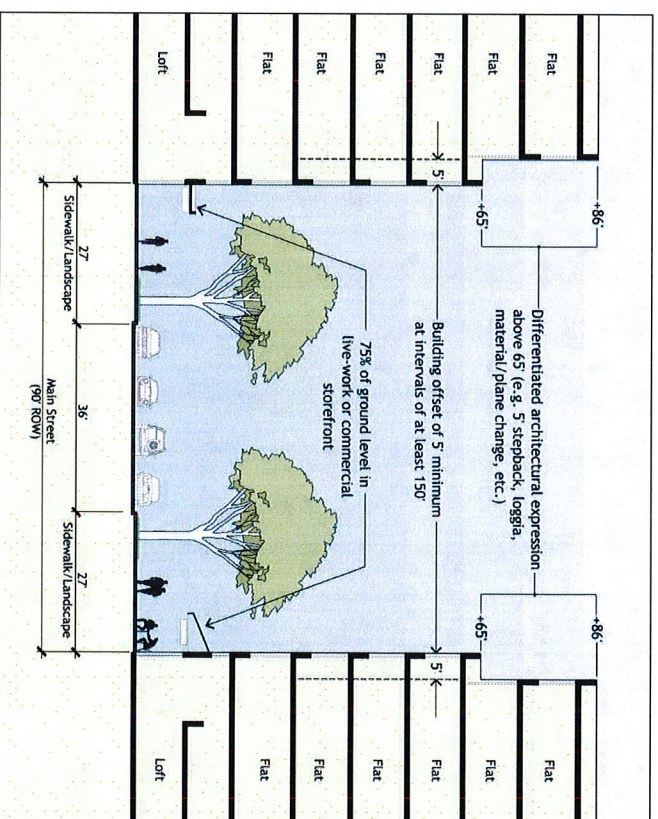 +86'
+86'
Differentiated architectural expression
above 65' (e.g. 5' stepback, loggia,
material/plane change, etc.)
+65'
+65'
Building offset of 5' minimum
at intervals of at least 150'
5'
5'
75% of ground level in
live-work or commercial
storefront
Flat
Flat
Flat
Flat
Flat
Flat
Loft
Flat
Flat
Flat
Flat
Flat
Flat
Loft
27'
Sidewalk/Landscape
36'
27'
Sidewalk/Landscape
Main Street
(90' ROW)